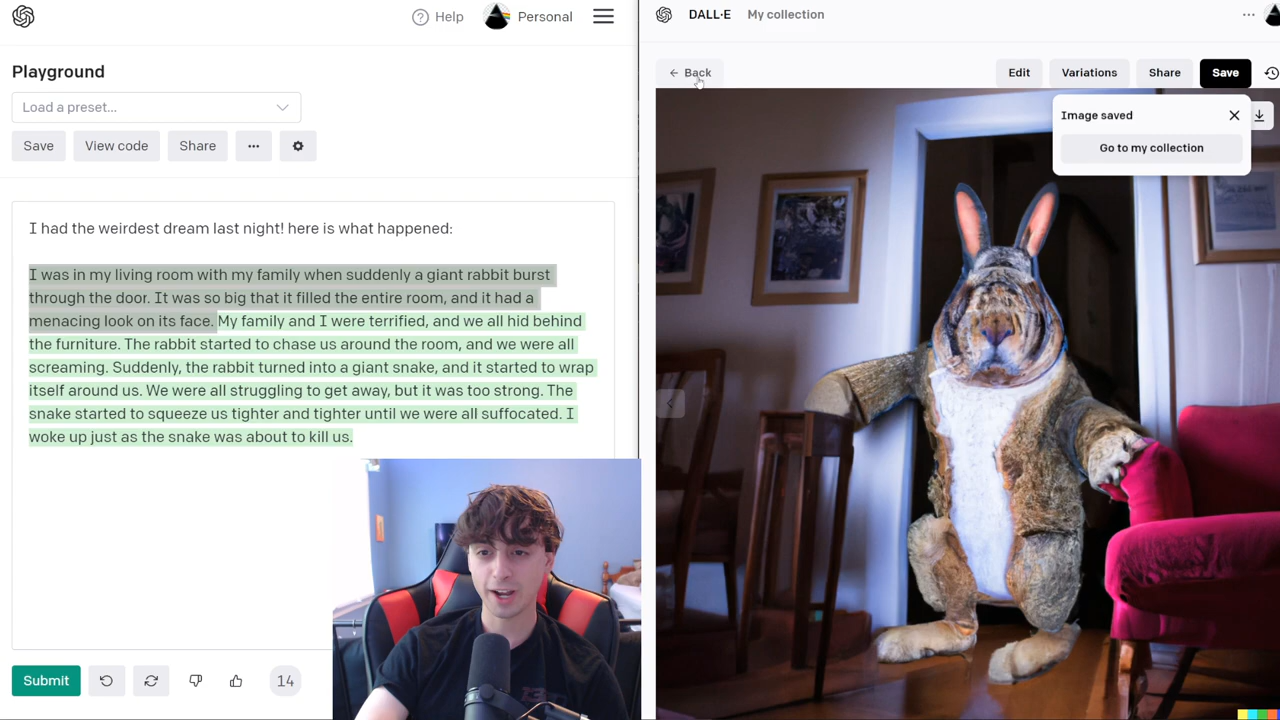 Help
Personal
Playground
Load a preset...
Save
View code
Share
...
I had the weirdest dream last night! here is what happened:
I was in my living room with my family when suddenly a giant rabbit burst
through the door. It was so big that it filled the entire room, and it had a
menacing look on its face. My family and I were terrified, and we all hid behind
the furniture. The rabbit started to chase us around the room, and we were all
screaming. Suddenly, the rabbit turned into a giant snake, and it started to wrap
itself around us. We were all struggling to get away, but it was too strong. The
snake started to squeeze us tighter and tighter until we were all suffocated. I
woke up just as the snake was about to kill us.
Submit
14
DALL·E
My collection
...
← Back
Edit
Variations
Share
Save
Image saved
Go to my collection